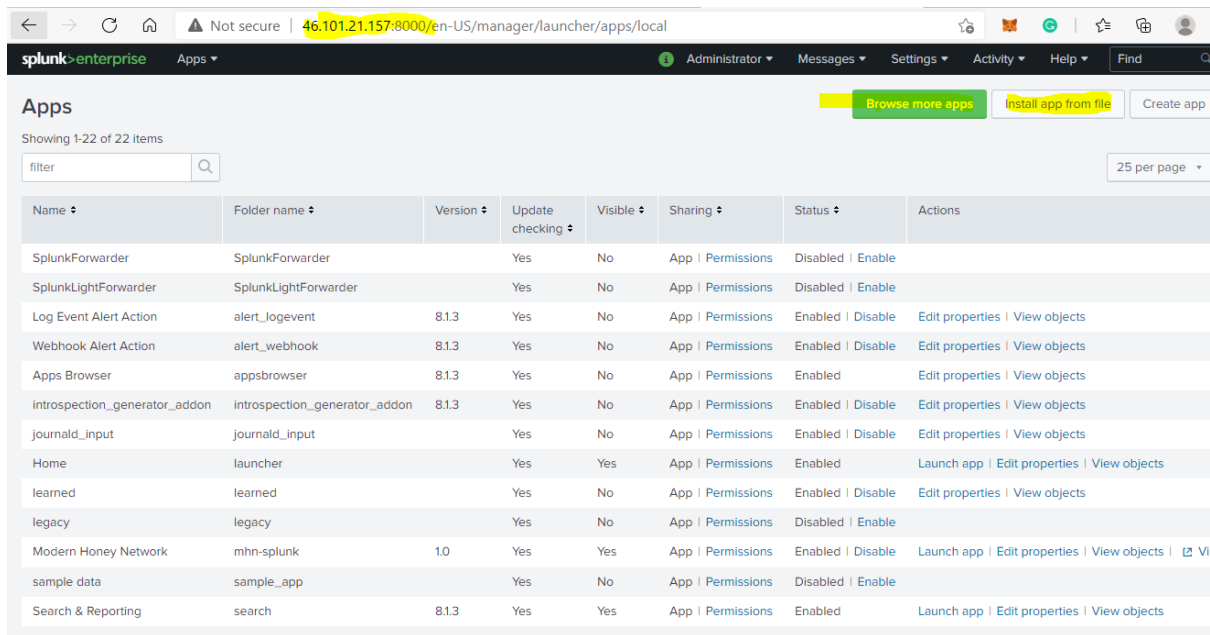 Not secure | 46.101.21.157:8000/en-US/manager/launcher/apps/local
splunk>enterprise Apps Administrator Messages Settings Activity Help Find
Apps Browse more apps Install app from file Create app
Showing 1-22 of 22 items
filter 25 per page
Name Folder name Version Update checking Visible Sharing Status Actions
SplunkForwarder SplunkForwarder Yes No App | Permissions Disabled | Enable
SplunkLightForwarder SplunkLightForwarder Yes No App | Permissions Disabled | Enable
Log Event Alert Action alert_logevent 8.1.3 Yes No App | Permissions Enabled | Disable Edit properties | View objects
Webhook Alert Action alert_webhook 8.1.3 Yes No App | Permissions Enabled | Disable Edit properties | View objects
Apps Browser appsbrowser 8.1.3 Yes No App | Permissions Enabled Edit properties | View objects
introspection_generator_addon introspection_generator_addon 8.1.3 Yes No App | Permissions Enabled | Disable Edit properties | View objects
journald_input journald_input Yes No App | Permissions Enabled | Disable Edit properties | View objects
Home launcher Yes Yes App | Permissions Enabled Launch app | Edit properties | View objects
learned learned Yes No App | Permissions Enabled | Disable Edit properties | View objects
legacy legacy Yes No App | Permissions Disabled | Enable
Modern Honey Network mhn-splunk 1.0 Yes Yes App | Permissions Enabled | Disable Launch app | Edit properties | View objects | Vi
sample data sample_app Yes No App | Permissions Disabled | Enable
Search & Reporting search 8.1.3 Yes Yes App | Permissions Enabled Launch app | Edit properties | View objects